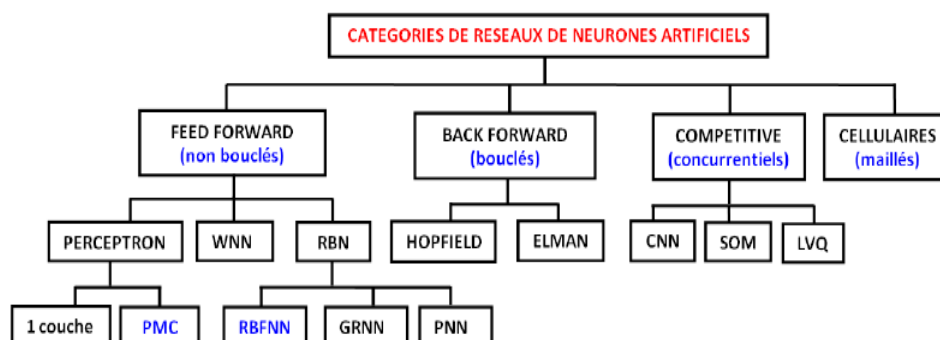 CATEGORIES DE RESEAUX DE NEURONES ARTIFICIELS
FEED FORWARD
(non bouclés)
BACK FORWARD
(bouclés)
COMPETITIVE
(concurrentiels)
CELLULAIRES
(maillés)
PERCEPTRON
WNN
RBN
HOPFIELD
ELMAN
CNN
SOM
LVQ
1 couche
PMC
RBFNN
GRNN
PNN